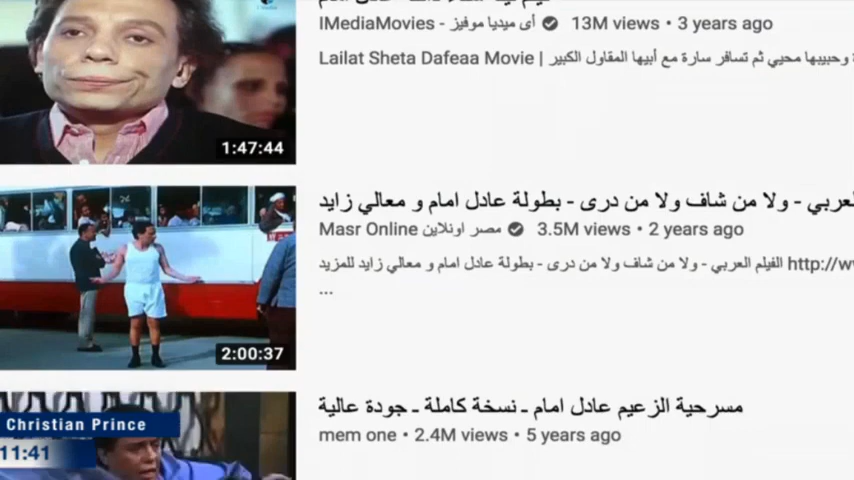 IMediaMovies - أى ميديا موفيز • 13M views • 3 years ago
Lailat Sheta Dafeaa Movie | وحبيبها محيي ثم تسافر سارة مع أبيها المقاول الكبير
1:47:44
العربي - ولا من شاف ولا من درى - بطولة عادل امام و معالي زايد
Masr Online مصر اونلاين • 3.5M views • 2 years ago
الفيلم العربي - ولا من شاف ولا من درى - بطولة عادل امام و معالي زايد للمزيد
...
2:00:37
مسرحية الزعيم عادل امام ـ نسخة كاملة ـ جودة عالية
mem one • 2.4M views • 5 years ago
Christian Prince
11:41